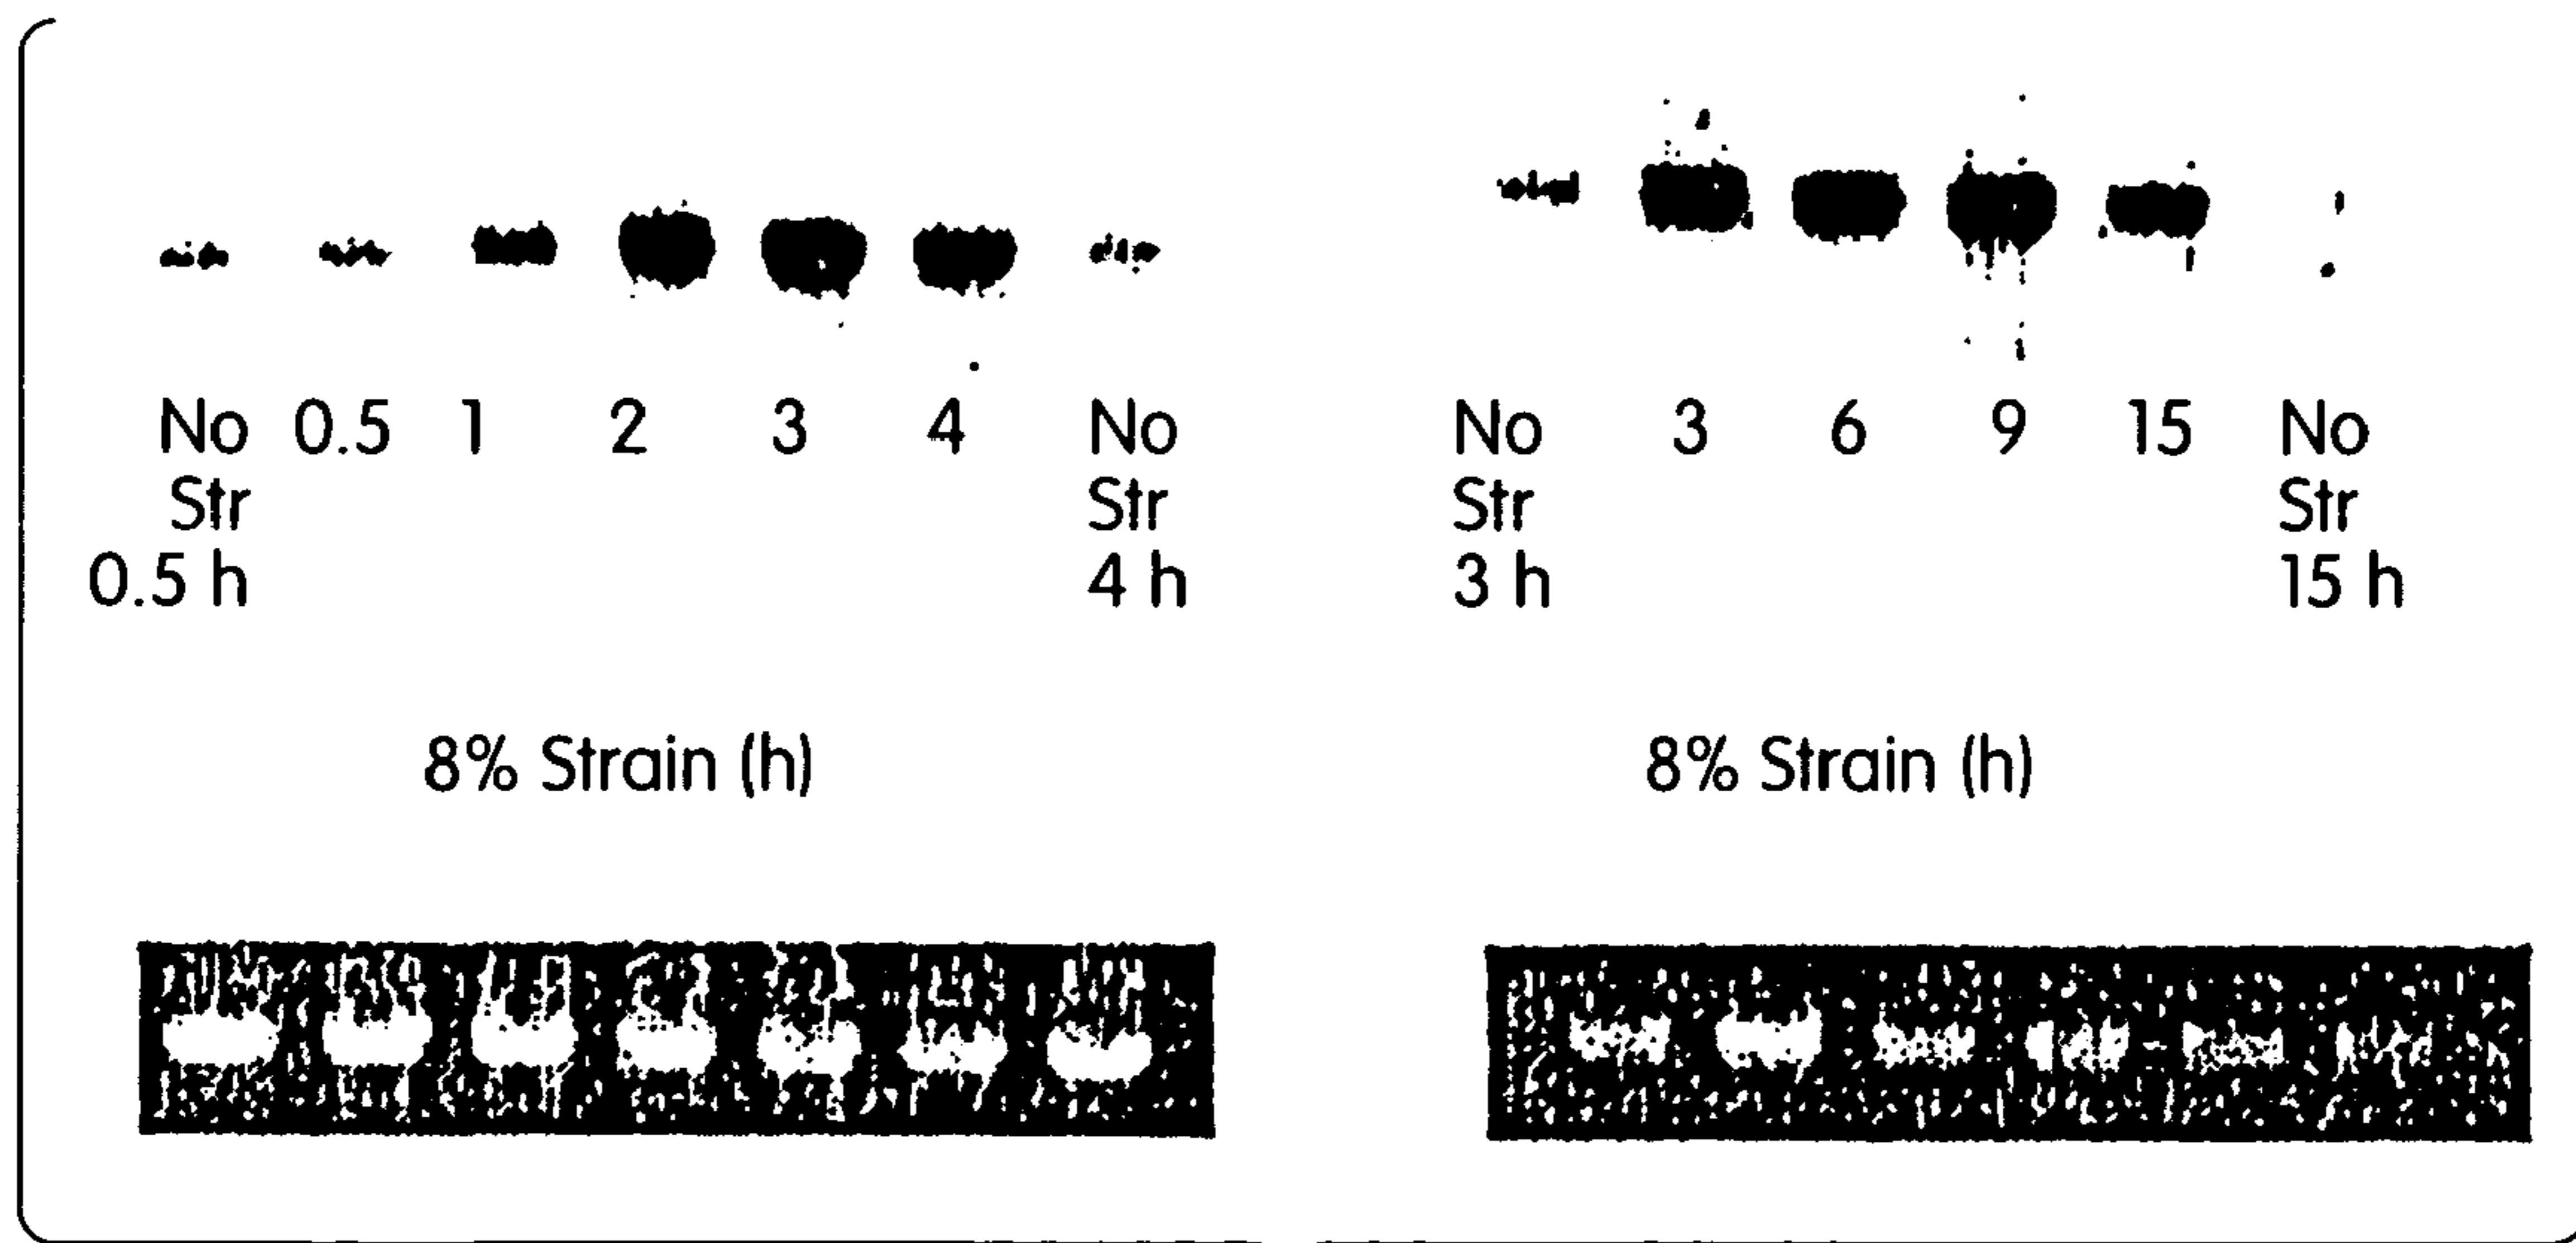 No 0.5 1 2 3 4 No
Str Str
0.5 h 4 h
8% Strain (h)
No 3 6 9 15 No
Str Str
3 h 15 h
8% Strain (h)